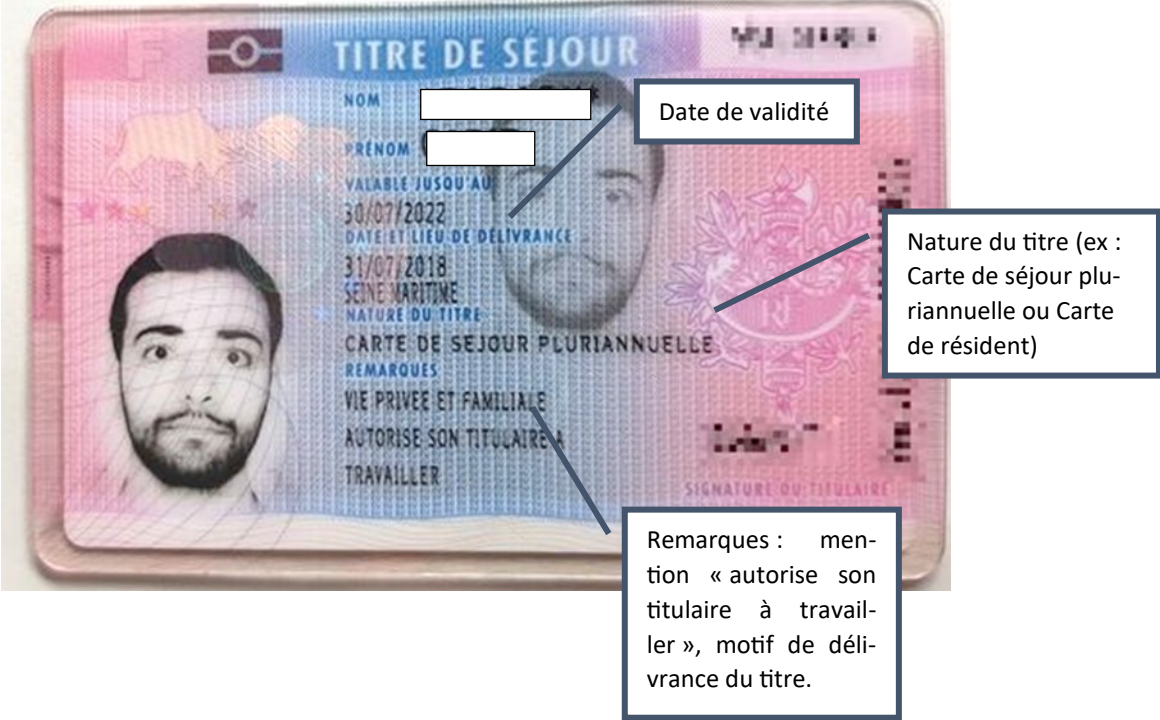 F
TITRE DE SÉJOUR
NOM
PRÉNOM
VALABLE JUSQU'AU
30/07/2022
DATE ET LIEU DE DÉLIVRANCE
31/07/2018
SEINE MARITIME
NATURE DU TITRE
CARTE DE SEJOUR PLURIANNUELLE
REMARQUES
VIE PRIVEE ET FAMILIALE
AUTORISE SON TITULAIRE A
TRAVAILLER
SIGNATURE DU TITULAIRE
Date de validité
Nature du titre (ex :
Carte de séjour plu-
riannuelle ou Carte
de résident)
Remarques : men-
tion « autorise son
titulaire à travail-
ler », motif de déli-
vrance du titre.